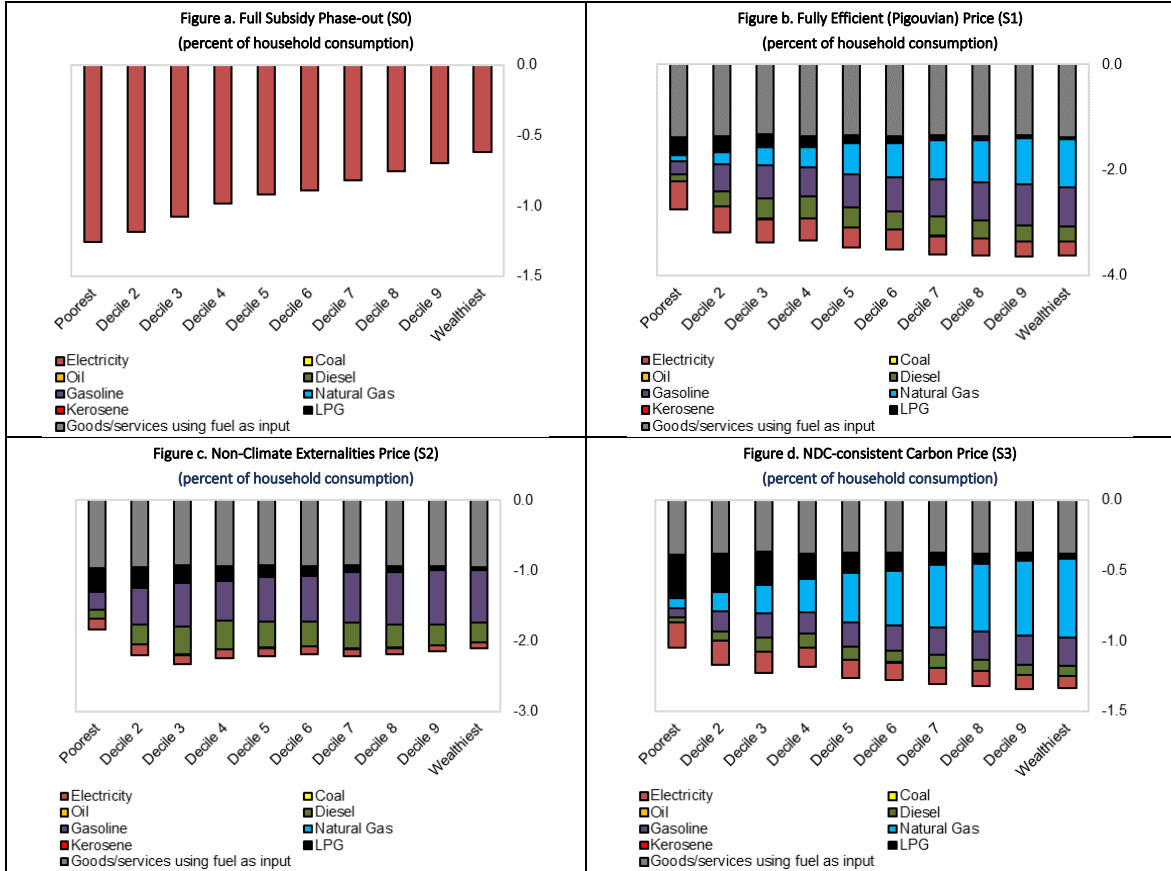 Figure a. Full Subsidy Phase-out (S0)
(percent of household consumption)
0.0
-0.5
-1.0
-1.5
Poorest
Decile 2
Decile 3
Decile 4
Decile 5
Decile 6
Decile 7
Decile 8
Decile 9
Wealthiest
Electricity
Coal
Oil
Diesel
Gasoline
Natural Gas
Kerosene
LPG
Goods/services using fuel as input
Figure b. Fully Efficient (Pigouvian) Price (S1)
(percent of household consumption)
0.0
-2.0
-4.0
Poorest
Decile 2
Decile 3
Decile 4
Decile 5
Decile 6
Decile 7
Decile 8
Decile 9
Wealthiest
Electricity
Coal
Oil
Diesel
Gasoline
Natural Gas
Kerosene
LPG
Goods/services using fuel as input
Figure c. Non-Climate Externalities Price (S2)
(percent of household consumption)
0.0
-1.0
-2.0
-3.0
Poorest
Decile 2
Decile 3
Decile 4
Decile 5
Decile 6
Decile 7
Decile 8
Decile 9
Wealthiest
Electricity
Coal
Oil
Diesel
Gasoline
Natural Gas
Kerosene
LPG
Goods/services using fuel as input
Figure d. NDC-consistent Carbon Price (S3)
(percent of household consumption)
0.0
-0.5
-1.0
-1.5
Poorest
Decile 2
Decile 3
Decile 4
Decile 5
Decile 6
Decile 7
Decile 8
Decile 9
Wealthiest
Electricity
Coal
Oil
Diesel
Gasoline
Natural Gas
Kerosene
LPG
Goods/services using fuel as input